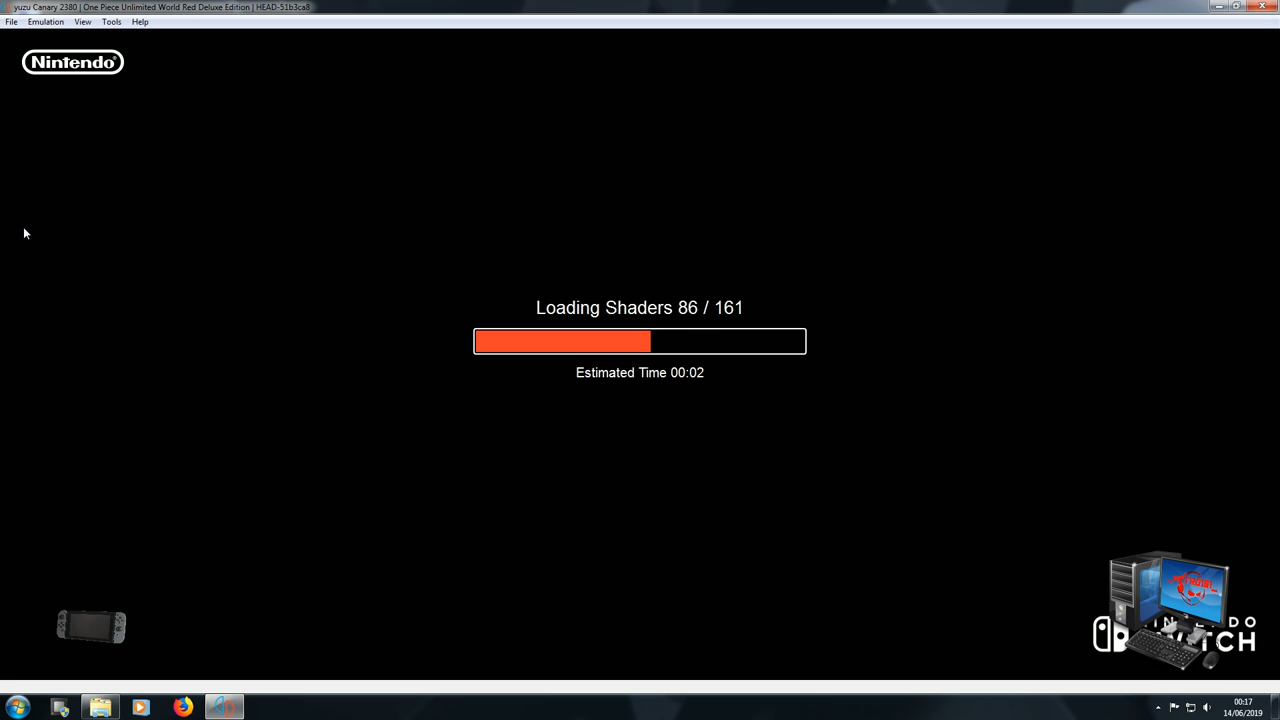 yuzu Canary 2380 | One Piece Unlimited World Red Deluxe Edition | HEAD-51b3ca8
File Emulation View Tools Help
Nintendo
Loading Shaders 86 / 161
Estimated Time 00:02
00:17
14/06/2019